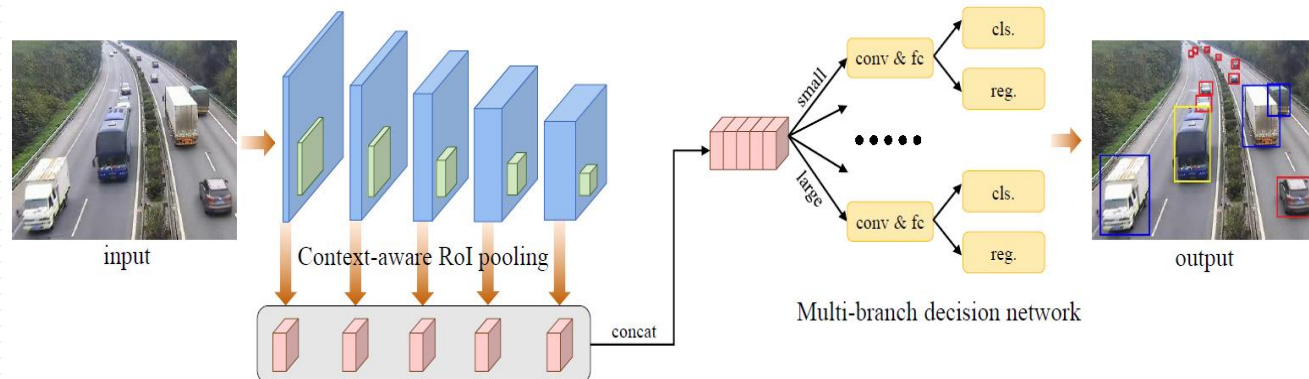 input
Context-aware RoI pooling
concat
small
large
conv & fc
cls.
reg.
conv & fc
cls.
reg.
Multi-branch decision network
output